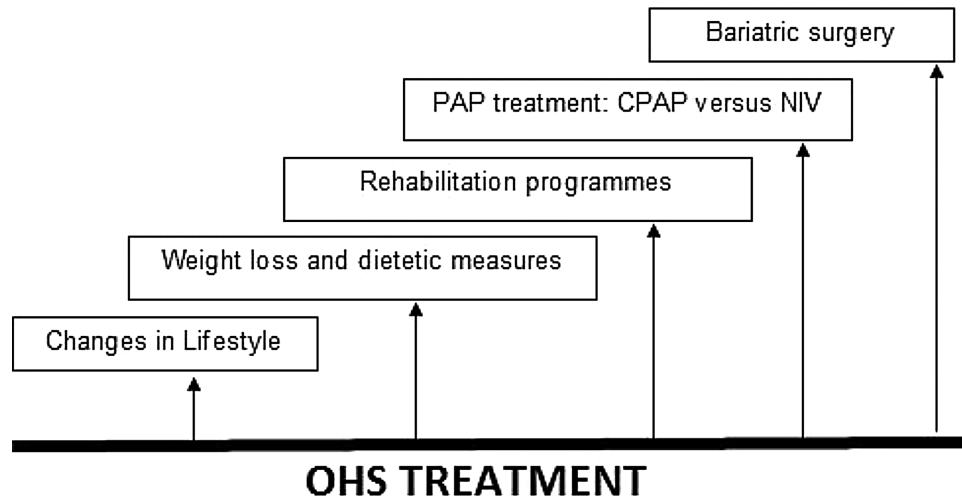 Bariatric surgery
PAP treatment: CPAP versus NIV
Rehabilitation programmes
Weight loss and dietetic measures
Changes in Lifestyle
OHS TREATMENT